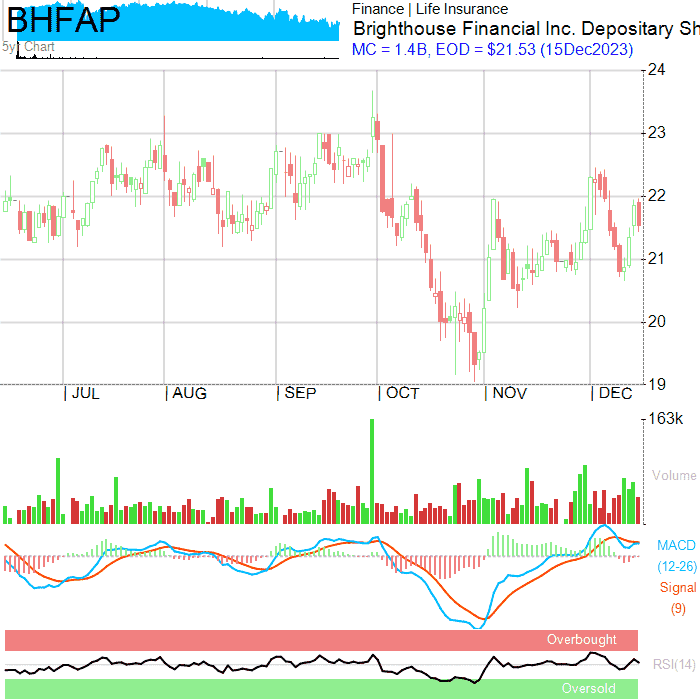 BHFAP
5yr Chart
Finance | Life Insurance
Brighthouse Financial Inc. Depositary Sh
MC = 1.4B, EOD = $21.53 (15Dec2023)
24
23
22
21
20
19
| JUL | AUG | SEP | OCT | NOV | DEC
163k
Volume
MACD
(12-26)
Signal
(9)
Overbought
RSI(14)
Oversold